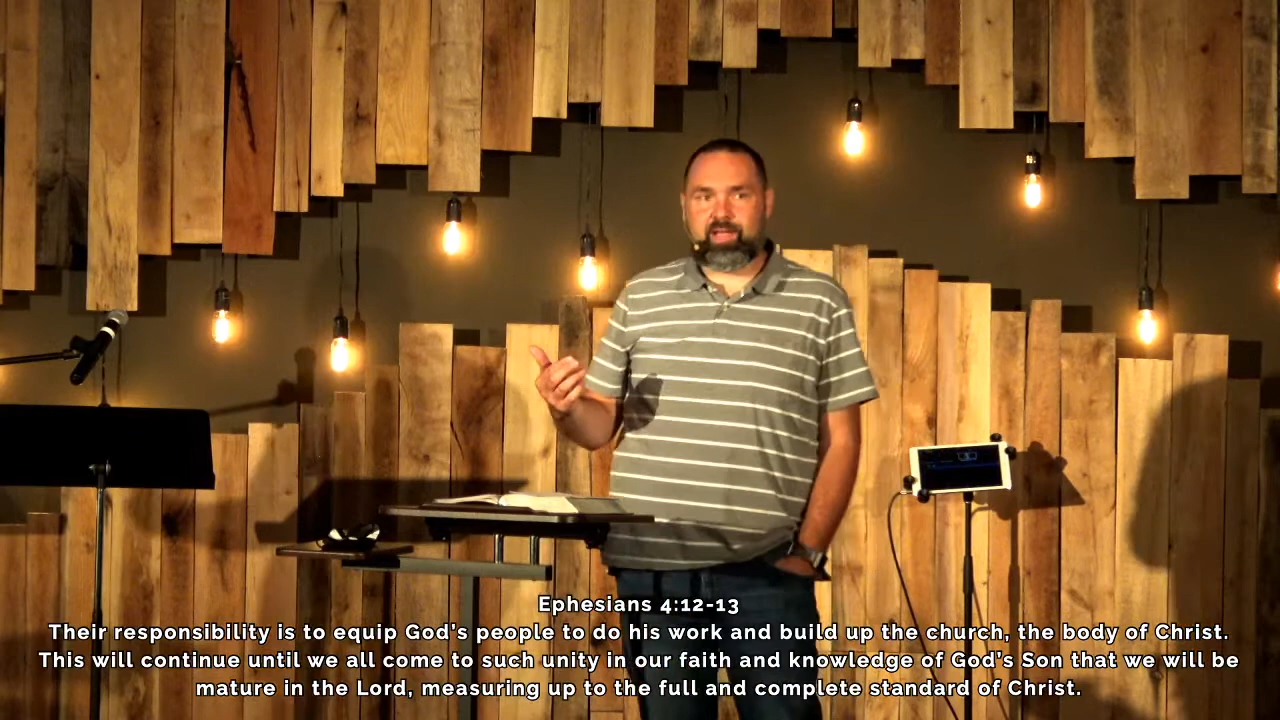 Ephesians 4:12-13
Their responsibility is to equip God's people to do his work and build up the church, the body of Christ.
This will continue until we all come to such unity in our faith and knowledge of God's Son that we will be
mature in the Lord, measuring up to the full and complete standard of Christ.